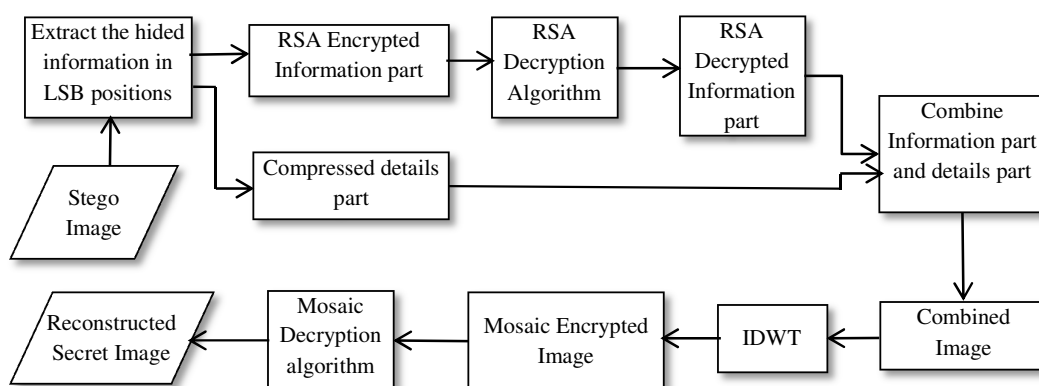 Extract the hided
information in
LSB positions
RSA Encrypted
Information part
RSA
Decryption
Algorithm
RSA
Decrypted
Information
part
Combine
Information part
and details part
Compressed details
part
Stego
Image
Reconstructed
Secret Image
Mosaic
Decryption
algorithm
Mosaic Encrypted
Image
IDWT
Combined
Image